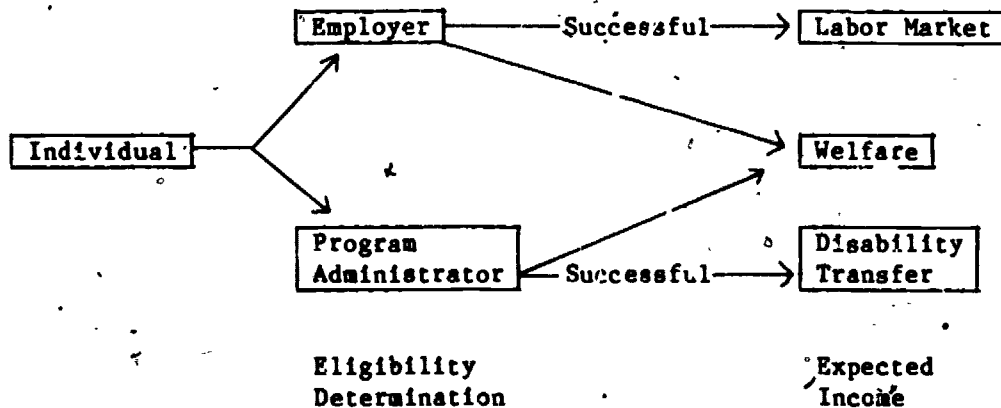 Employer Successful Labor Market
Individual Welfare
Program Disability
Administrator Successful Transfer
Eligibility Expected
Determination Income